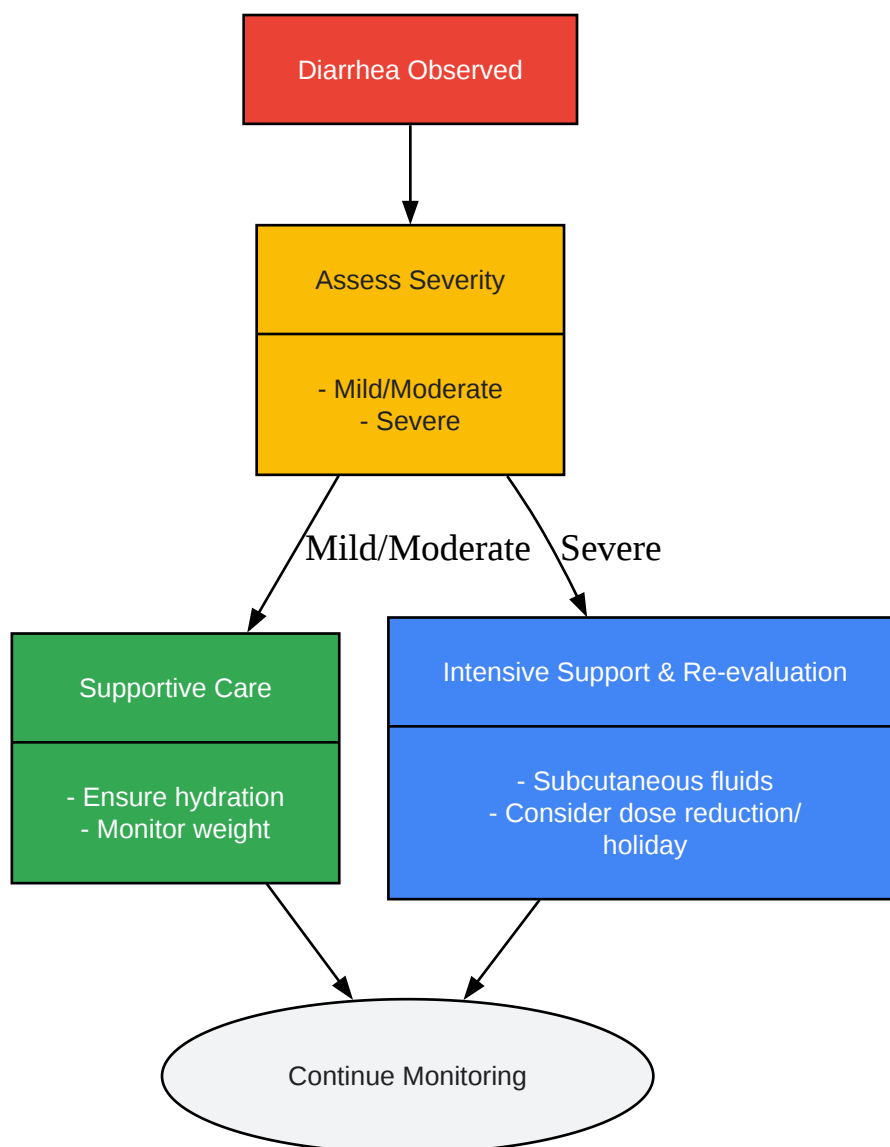 Diarrhea Observed
Assess Severity
- Mild/Moderate
- Severe
Mild/Moderate
Severe
Supportive Care
- Ensure hydration
- Monitor weight
Intensive Support & Re-evaluation
- Subcutaneous fluids
- Consider dose reduction/
holiday
Continue Monitoring